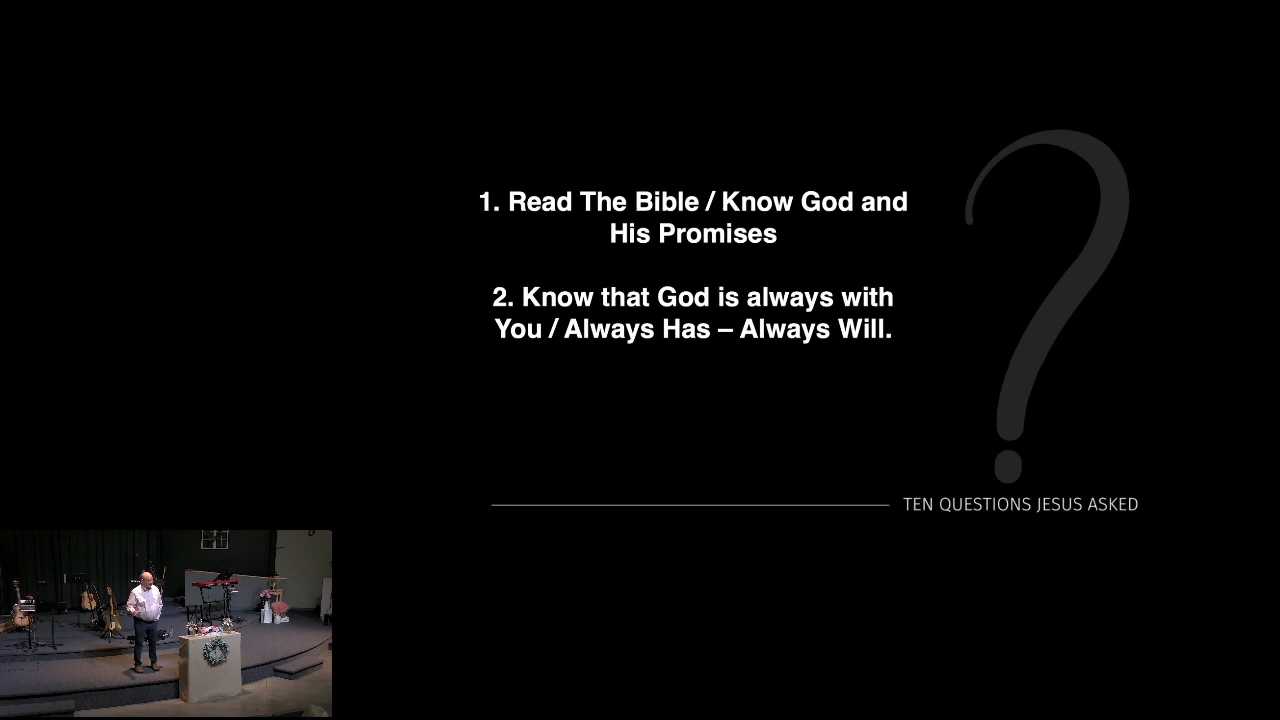 1. Read The Bible / Know God and
His Promises
2. Know that God is always with
You / Always Has – Always Will.
TEN QUESTIONS JESUS ASKED